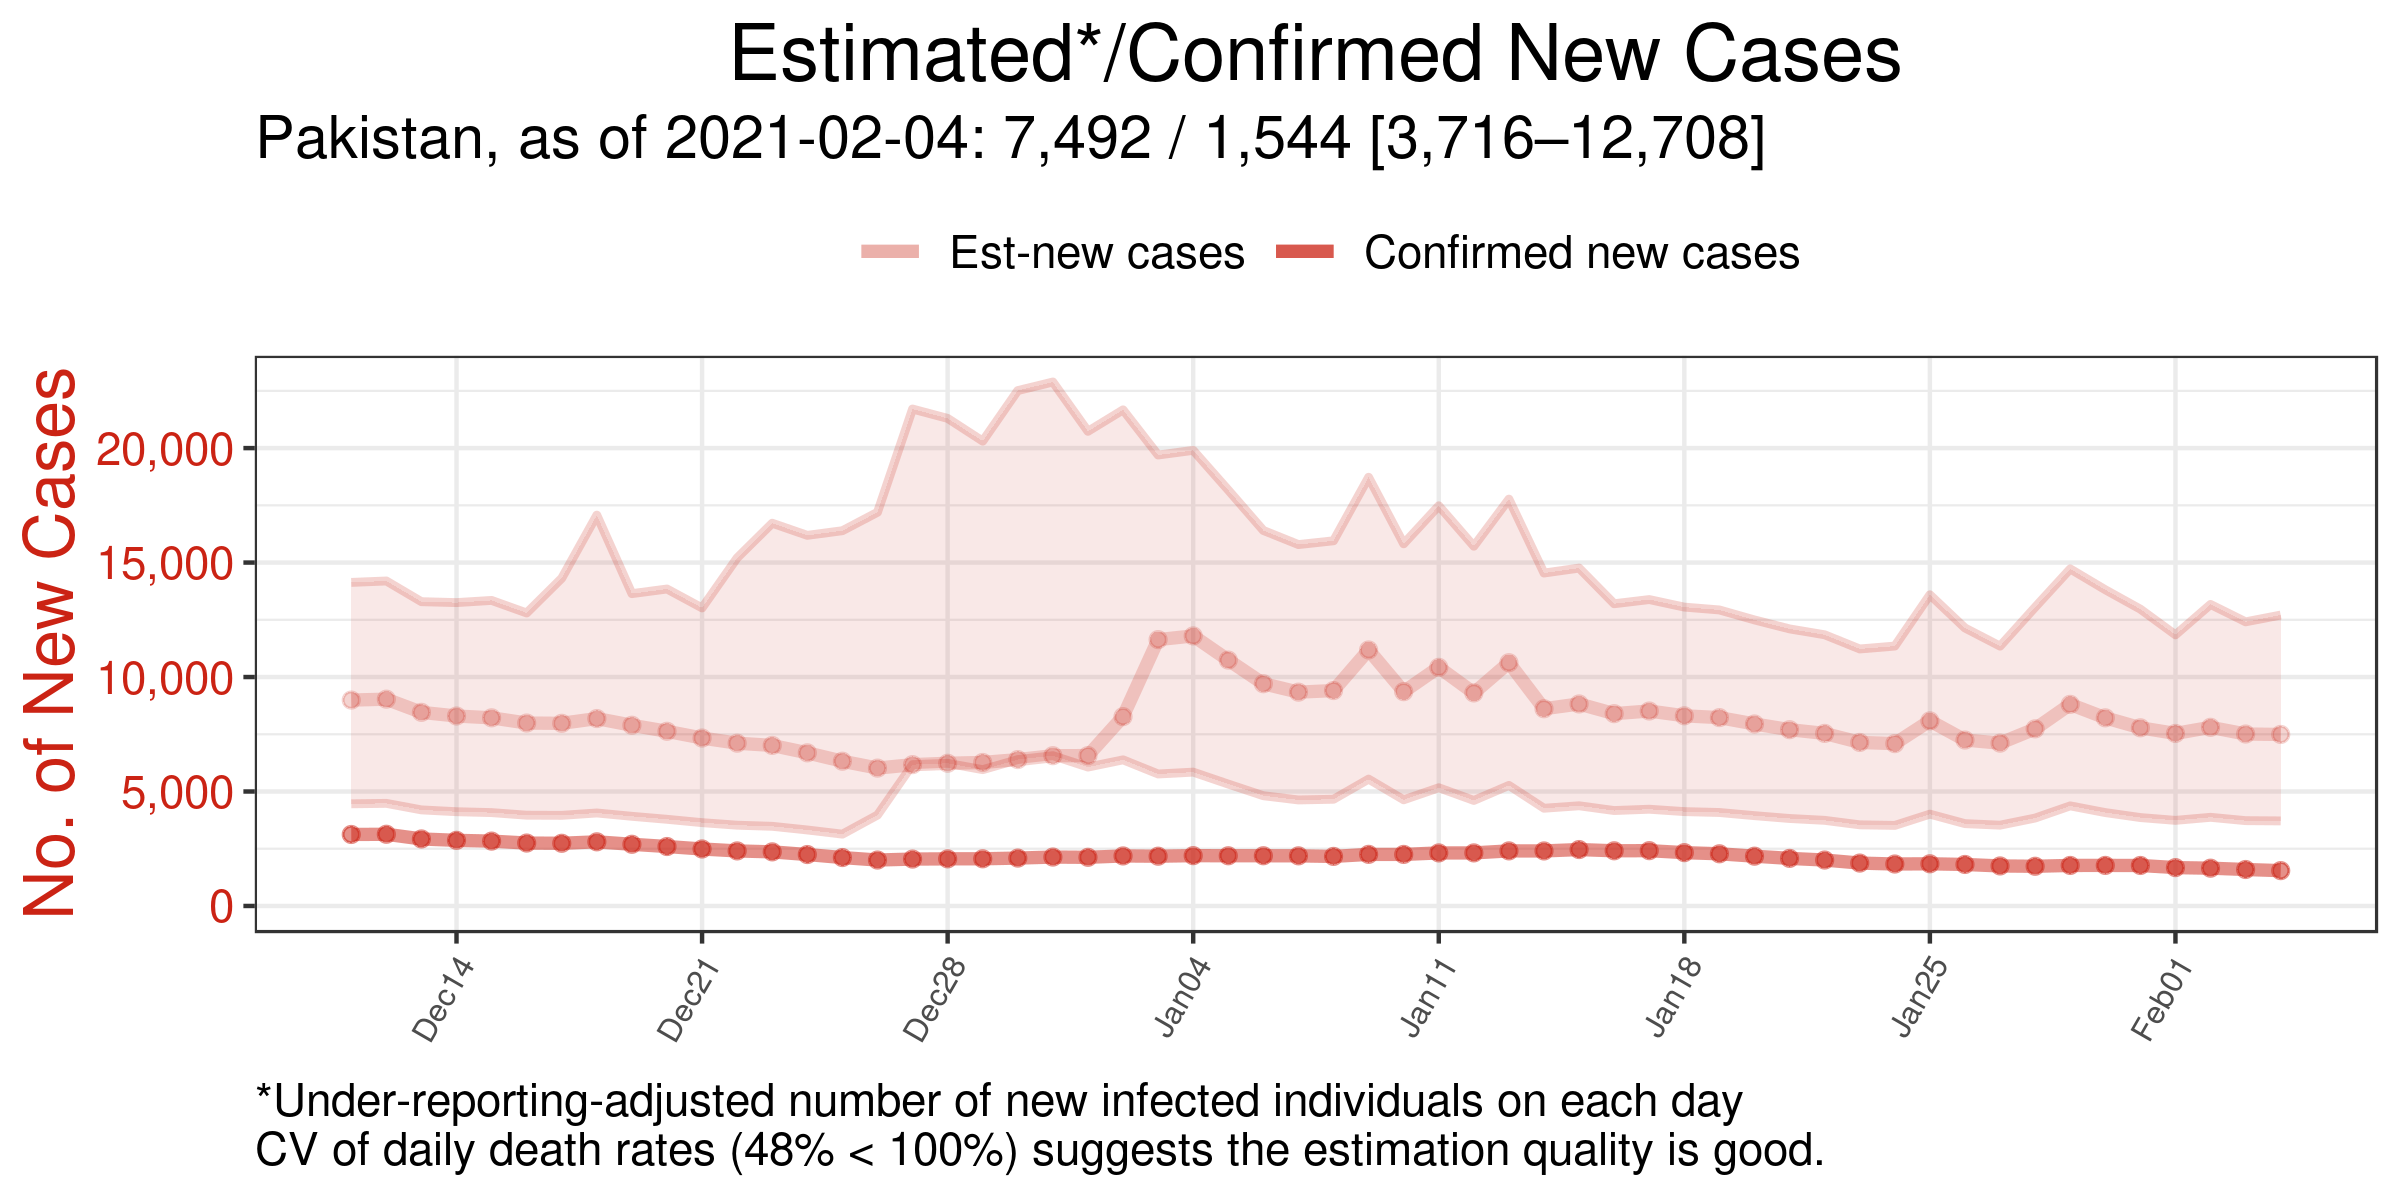 Estimated*/Confirmed New Cases
Pakistan, as of 2021-02-04: 7,492 / 1,544 [3,716–12,708]
Est-new cases
Confirmed new cases
No. of New Cases
20,000
15,000
10,000
5,000
0
Dec14
Dec21
Dec28
Jan04
Jan11
Jan18
Jan25
Feb01
*Under-reporting-adjusted number of new infected individuals on each day
CV of daily death rates (48% < 100%) suggests the estimation quality is good.